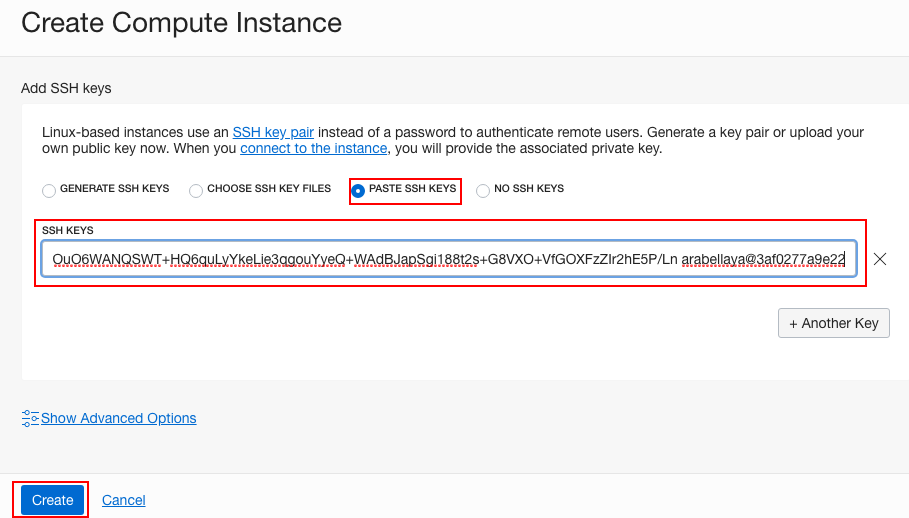 Create Compute Instance
Add SSH keys
Linux-based instances use an SSH key pair instead of a password to authenticate remote users. Generate a key pair or upload your
own public key now. When you connect to the instance, you will provide the associated private key.
GENERATE SSH KEYS CHOOSE SSH KEY FILES PASTE SSH KEYS NO SSH KEYS
SSH KEYS
OuO6WANQSWT+HQ6quLyYkeLie3qgouYyeQ+WAdBJapSgi188t2s+G8VXO+VfGOXFzZIr2hE5P/Ln arabellaya@3af0277a9e22
+ Another Key
Show Advanced Options
Create Cancel